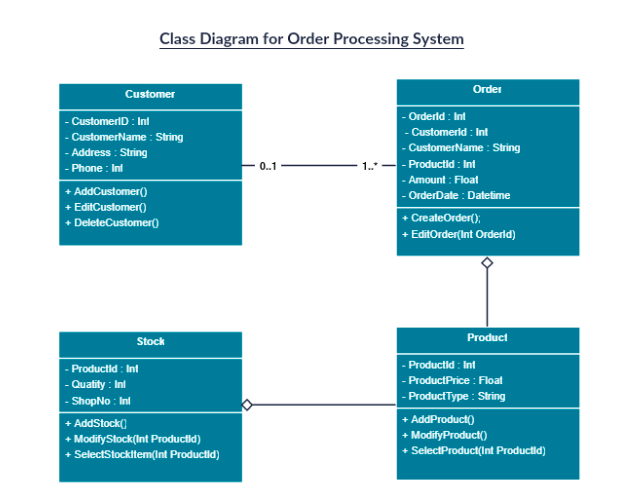 Class Diagram for Order Processing System
Customer
- CustomerID : Int
- CustomerName : String
- Address : String
- Phone : Int
+ AddCustomer()
+ EditCustomer()
+ DeleteCustomer()
0..1
1..*
Order
- OrderId : Int
- CustomerId : Int
- CustomerName : String
- ProductId : Int
- Amount : Float
- OrderDate : Datetime
+ CreateOrder();
+ EditOrder(Int OrderId)
Stock
- ProductId : Int
- Quatity : Int
- ShopNo : Int
+ AddStock()
+ ModifyStock(Int ProductId)
+ SelectStockItem(Int ProductId)
Product
- ProductId : Int
- ProductPrice : Float
- ProductType : String
+ AddProduct()
+ ModifyProduct()
+ SelectProduct(Int ProductId)